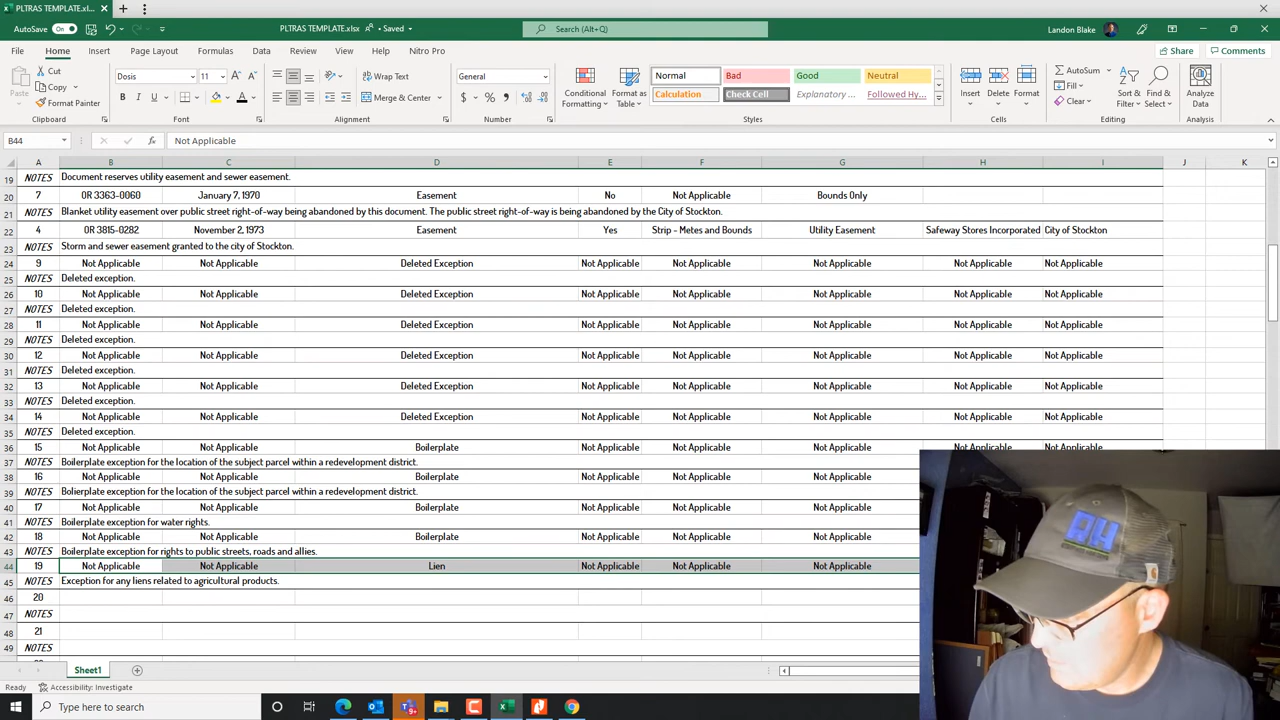 PLTRAS TEMPLATE.xlsx
AutoSave On PLTRAS TEMPLATE.xlsx Saved Search (Alt+Q) Landon Blake
File Home Insert Page Layout Formulas Data Review View Help Nitro Pro Share Comments
Cut
Copy
Paste
Format Painter
Clipboard
Dosis 11
B I U
Font
Wrap Text
Merge & Center
Alignment
General
$ % ,
Number
Conditional Formatting
Format as Table
Normal Bad Good Neutral
Calculation Check Cell Explanatory ... Followed Hy...
Styles
Insert Delete Format
Cells
AutoSum
Fill
Clear
Sort & Filter
Find & Select
Editing
Analyze Data
Analysis
B44 fx Not Applicable
A B C D E F G H I J K
19 NOTES Document reserves utility easement and sewer easement.
20 7 OR 3363-0060 January 7, 1970 Easement No Not Applicable Bounds Only
21 NOTES Blanket utility easement over public street right-of-way being abandoned by this document. The public street right-of-way is being abandoned by the City of Stockton.
22 4 OR 3815-0282 November 2, 1973 Easement Yes Strip - Metes and Bounds Utility Easement Safeway Stores Incorporated City of Stockton
23 NOTES Storm and sewer easement granted to the city of Stockton.
24 9 Not Applicable Not Applicable Deleted Exception Not Applicable Not Applicable Not Applicable Not Applicable Not Applicable
25 NOTES Deleted exception.
26 10 Not Applicable Not Applicable Deleted Exception Not Applicable Not Applicable Not Applicable Not Applicable Not Applicable
27 NOTES Deleted exception.
28 11 Not Applicable Not Applicable Deleted Exception Not Applicable Not Applicable Not Applicable Not Applicable Not Applicable
29 NOTES Deleted exception.
30 12 Not Applicable Not Applicable Deleted Exception Not Applicable Not Applicable Not Applicable Not Applicable Not Applicable
31 NOTES Deleted exception.
32 13 Not Applicable Not Applicable Deleted Exception Not Applicable Not Applicable Not Applicable Not Applicable Not Applicable
33 NOTES Deleted exception.
34 14 Not Applicable Not Applicable Deleted Exception Not Applicable Not Applicable Not Applicable Not Applicable Not Applicable
35 NOTES Deleted exception.
36 15 Not Applicable Not Applicable Boilerplate Not Applicable Not Applicable Not Applicable Not Applicable Not Applicable
37 NOTES Boilerplate exception for the location of the subject parcel within a redevelopment district.
38 16 Not Applicable Not Applicable Boilerplate Not Applicable Not Applicable Not Applicable
39 NOTES Bolierplate exception for the location of the subject parcel within a redevelopment district.
40 17 Not Applicable Not Applicable Boilerplate Not Applicable Not Applicable Not Applicable
41 NOTES Boilerplate exception for water rights.
42 18 Not Applicable Not Applicable Boilerplate Not Applicable Not Applicable Not Applicable
43 NOTES Boilerplate exception for rights to public streets, roads and allies.
44 19 Not Applicable Not Applicable Lien Not Applicable Not Applicable Not Applicable
45 NOTES Exception for any liens related to agricultural products.
46 20
47 NOTES
48 21
49 NOTES
Sheet1
Ready Accessibility: Investigate
Type here to search